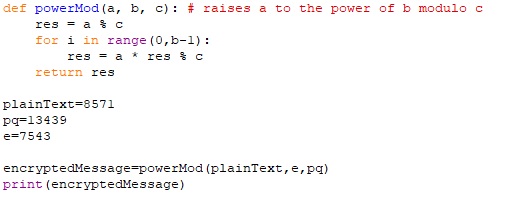 def powerMod(a, b, c): # raises a to the power of b modulo c
    res = a % c
    for i in range(0,b-1):
        res = a * res % c
    return res

plainText=8571
pq=13439
e=7543

encryptedMessage=powerMod(plainText,e,pq)
print(encryptedMessage)